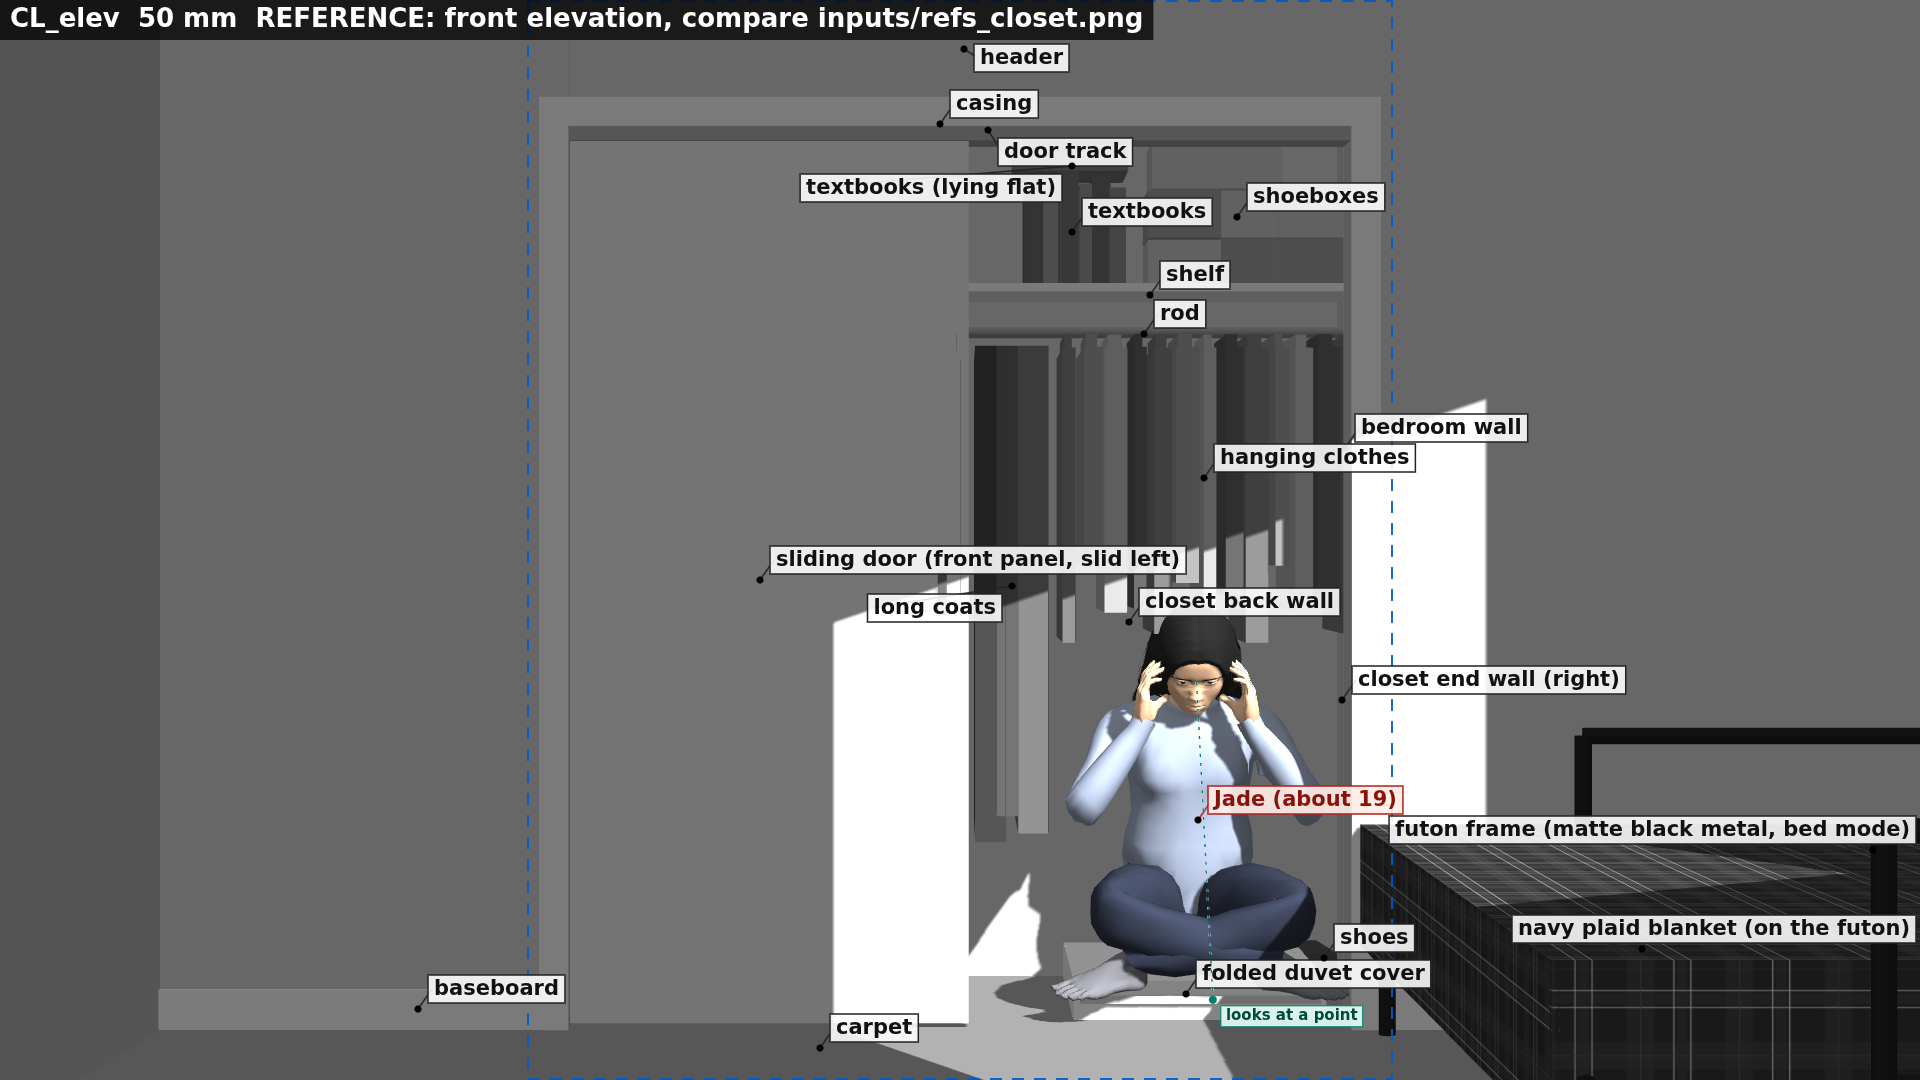 CL_elev 50 mm REFERENCE: front elevation, compare inputs/refs_closet.png
header
casing
door track
textbooks (lying flat)
shoeboxes
textbooks
shelf
rod
bedroom wall
hanging clothes
sliding door (front panel, slid left)
long coats
closet back wall
closet end wall (right)
Jade (about 19)
futon frame (matte black metal, bed mode)
navy plaid blanket (on the futon)
shoes
folded duvet cover
baseboard
looks at a point
carpet